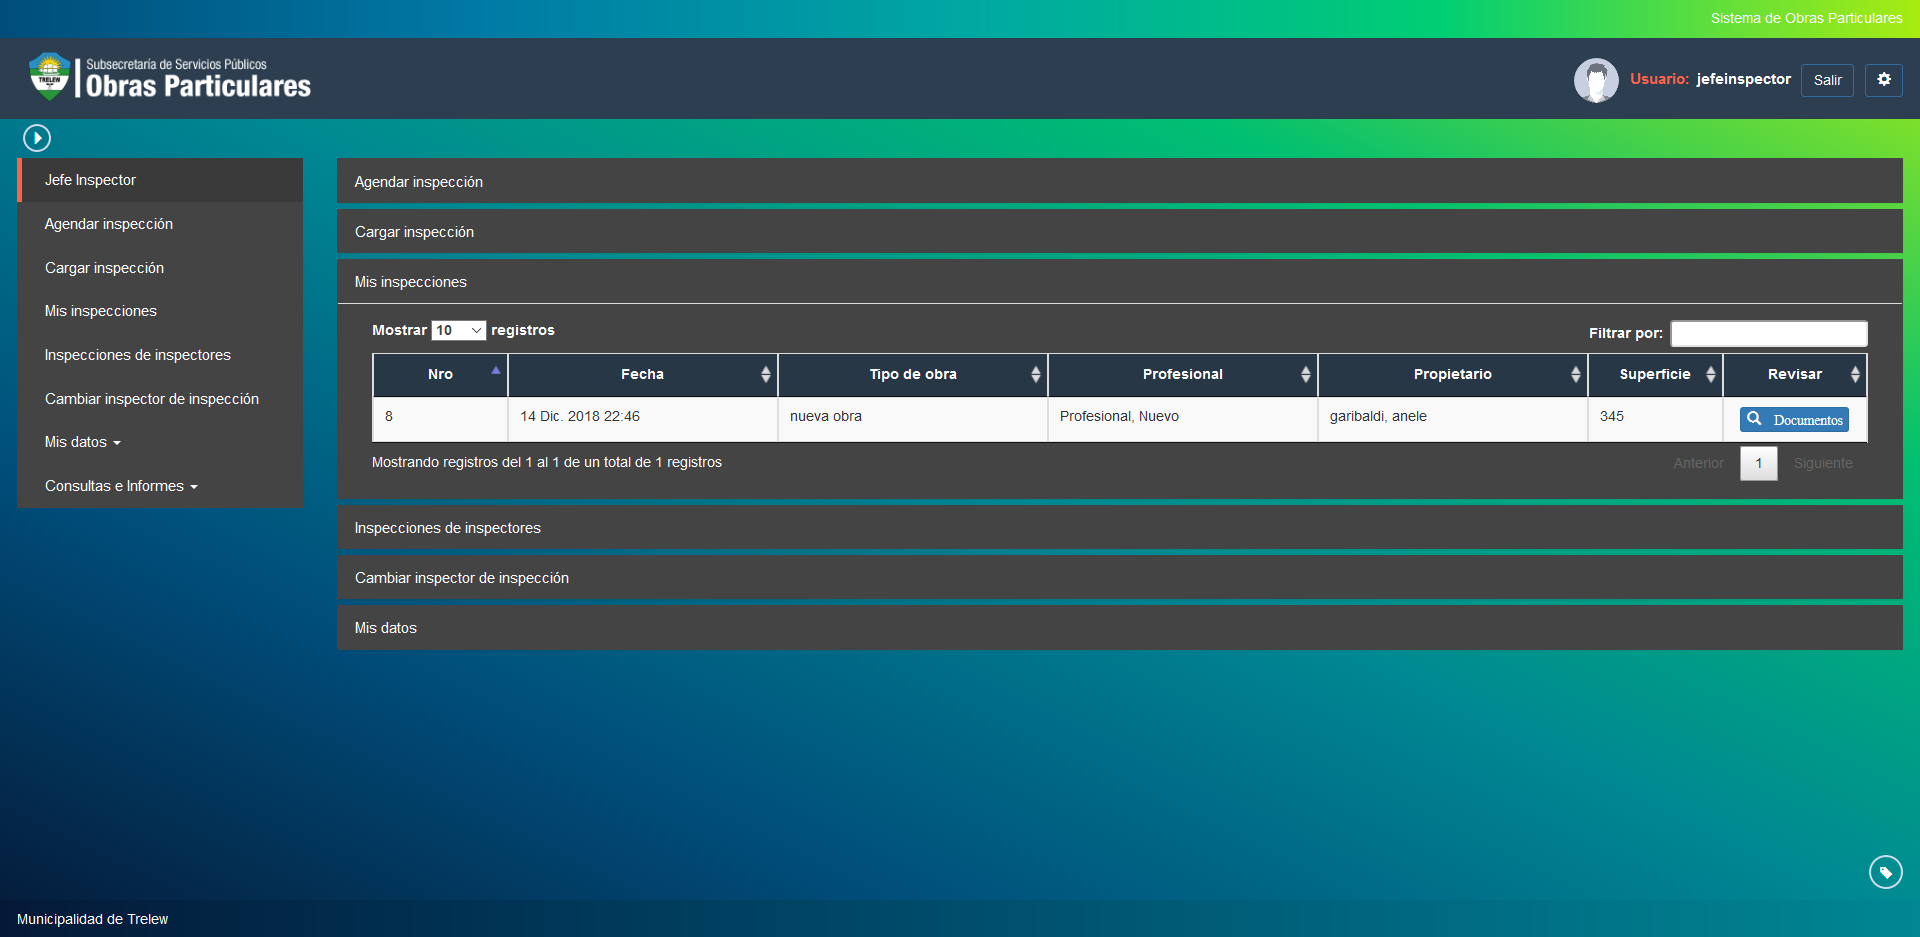 Sistema de Obras Particulares
TRELEW
Subsecretaría de Servicios Públicos
Obras Particulares
Usuario: jefeinspector
Salir
Jefe Inspector
Agendar inspección
Cargar inspección
Mis inspecciones
Inspecciones de inspectores
Cambiar inspector de inspección
Mis datos
Consultas e Informes
Agendar inspección
Cargar inspección
Mis inspecciones
Mostrar 10 registros
Filtrar por:
Nro Fecha Tipo de obra Profesional Propietario Superficie Revisar
8 14 Dic. 2018 22:46 nueva obra Profesional, Nuevo garibaldi, anele 345 Documentos
Mostrando registros del 1 al 1 de un total de 1 registros
Anterior 1 Siguiente
Inspecciones de inspectores
Cambiar inspector de inspección
Mis datos
Municipalidad de Trelew